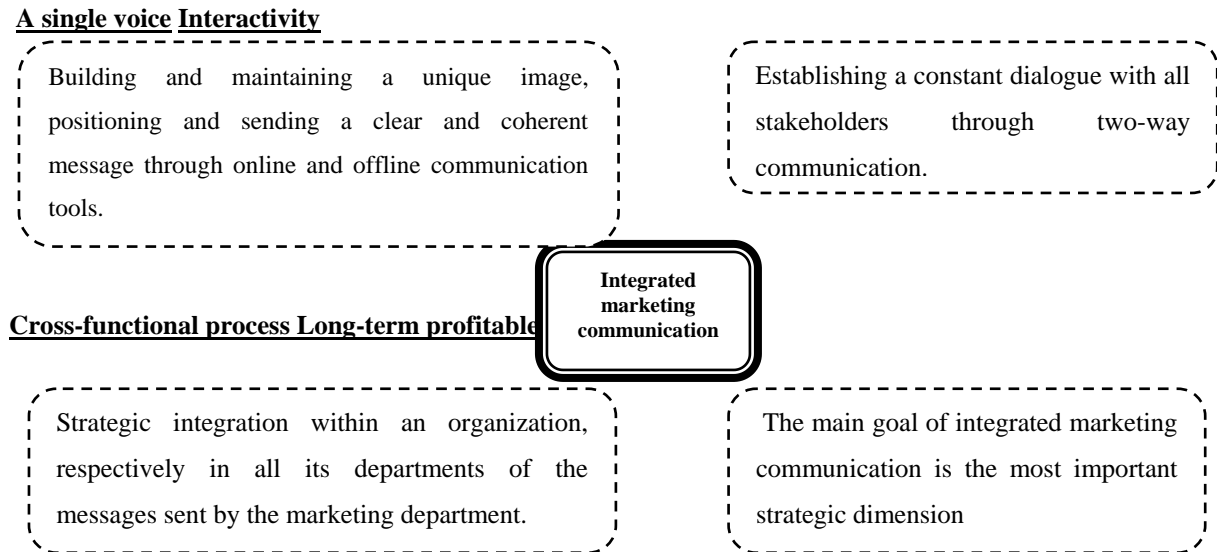 A single voice Interactivity
Building and maintaining a unique image,
positioning and sending a clear and coherent
message through online and offline communication
tools.
Establishing a constant dialogue with all
stakeholders through two-way
communication.
Integrated
marketing
communication
Cross-functional process Long-term profitable
Strategic integration within an organization,
respectively in all its departments of the
messages sent by the marketing department.
The main goal of integrated marketing
communication is the most important
strategic dimension